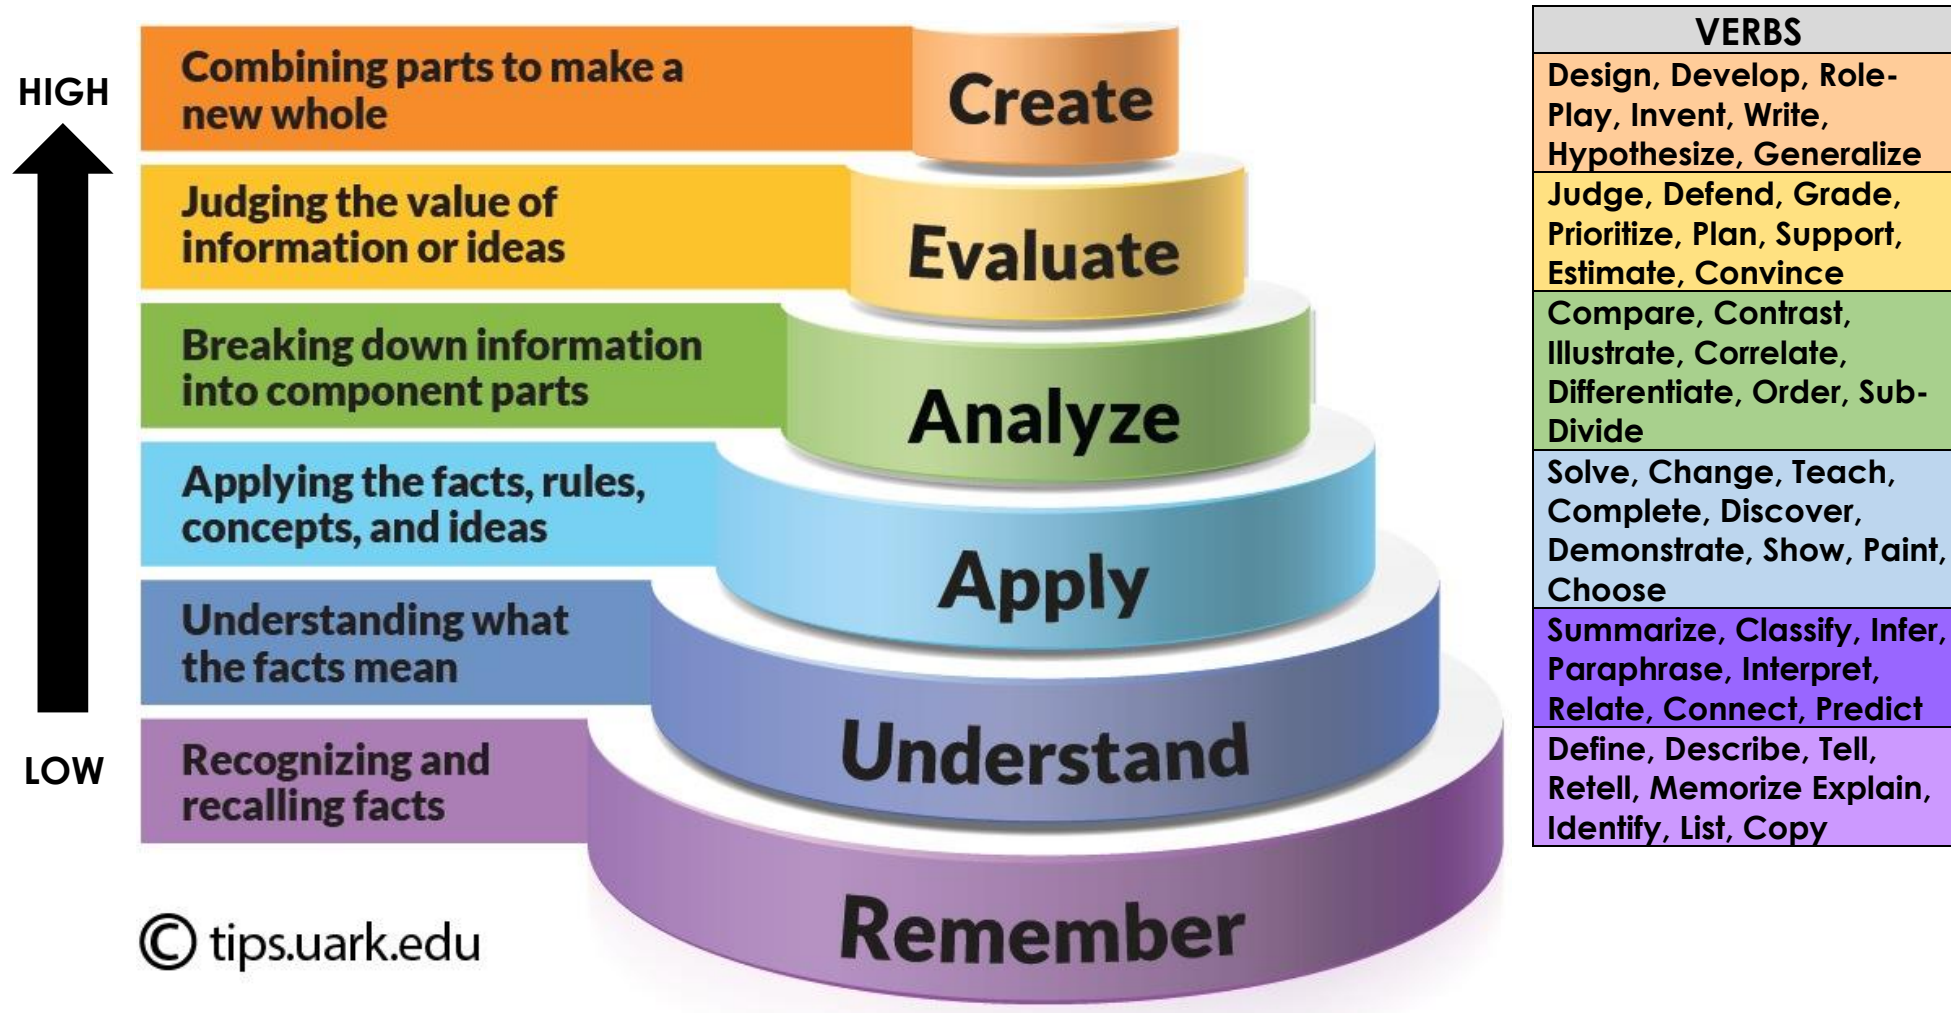 HIGH
LOW
Combining parts to make a
new whole
Create
Judging the value of
information or ideas
Evaluate
Breaking down information
into component parts
Analyze
Applying the facts, rules,
concepts, and ideas
Apply
Understanding what
the facts mean
Understand
Recognizing and
recalling facts
Remember
© tips.uark.edu
VERBS
Design, Develop, Role-
Play, Invent, Write,
Hypothesize, Generalize
Judge, Defend, Grade,
Prioritize, Plan, Support,
Estimate, Convince
Compare, Contrast,
Illustrate, Correlate,
Differentiate, Order, Sub-
Divide
Solve, Change, Teach,
Complete, Discover,
Demonstrate, Show, Paint,
Choose
Summarize, Classify, Infer,
Paraphrase, Interpret,
Relate, Connect, Predict
Define, Describe, Tell,
Retell, Memorize Explain,
Identify, List, Copy